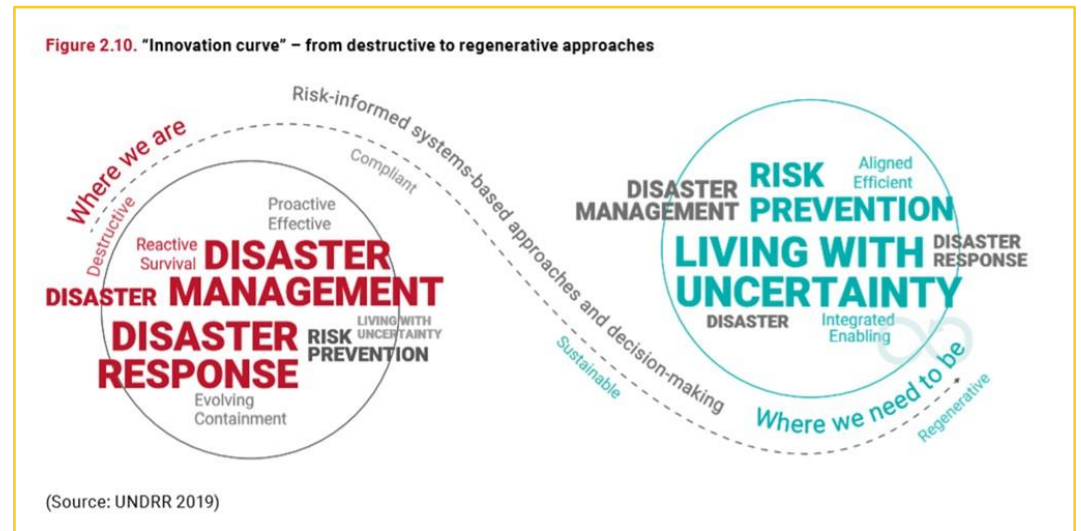 Figure 2.10. “Innovation curve” – from destructive to regenerative approaches
Where we are
Destructive
Risk-informed systems-based approaches and decision-making
Compliant
Sustainable
Proactive
Effective
Reactive
Survival
DISASTER
MANAGEMENT
DISASTER
DISASTER
RESPONSE
RISK
PREVENTION
LIVING WITH
UNCERTAINTY
Evolving
Containment
DISASTER
MANAGEMENT
RISK
PREVENTION
Aligned
Efficient
LIVING WITH
UNCERTAINTY
DISASTER
RESPONSE
DISASTER
Integrated
Enabling
Where we need to be
Regenerative
(Source: UNDRR 2019)